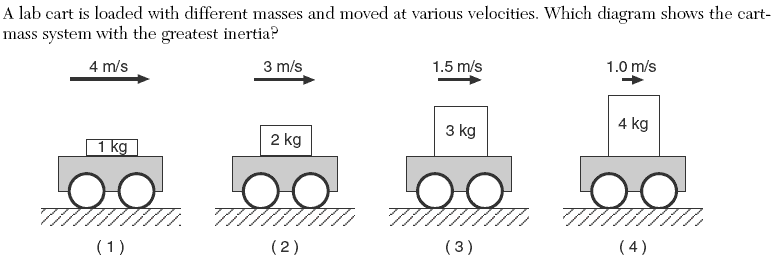 A lab cart is loaded with different masses and moved at various velocities. Which diagram shows the cart-
mass system with the greatest inertia?
4 m/s
3 m/s
1.5 m/s
1.0 m/s
1 kg
2 kg
3 kg
4 kg
(1)
(2)
(3)
(4)